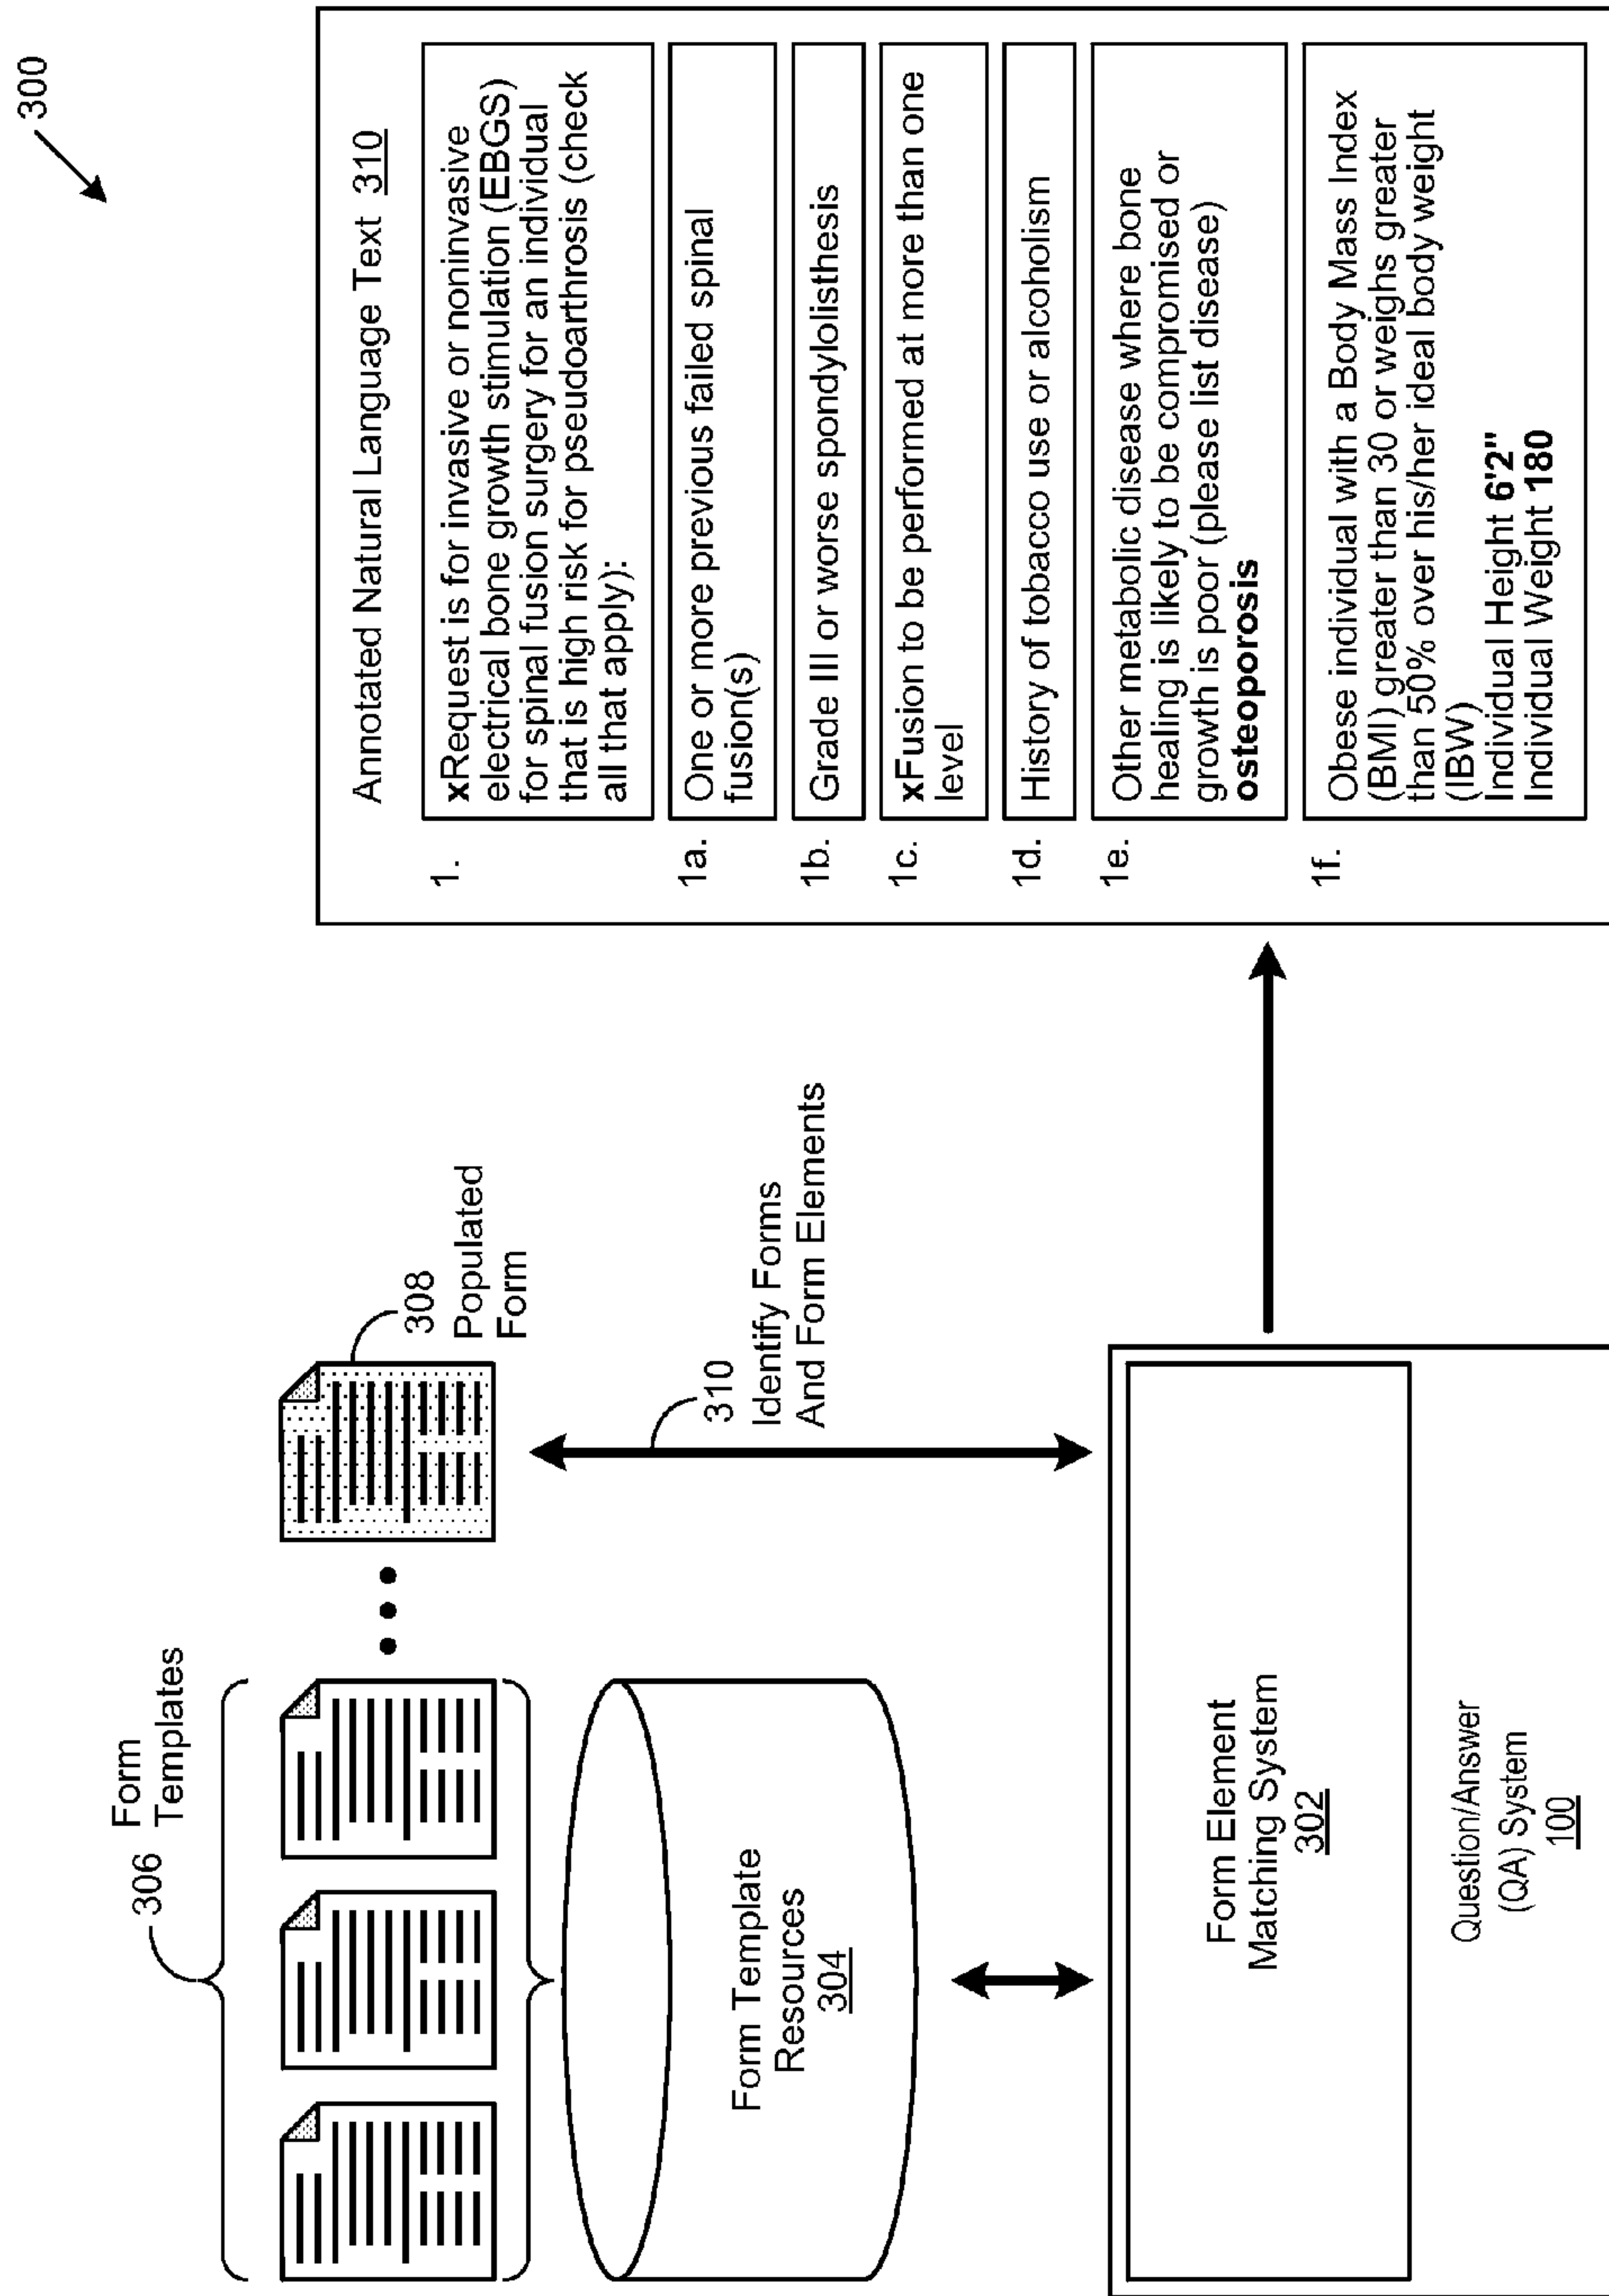 300
306 Form
Templates
308
Populated
Form
310
Identify Forms
And Form Elements
Form Template
Resources
304
Form Element
Matching System
302
Question/Answer
(QA) System
100
Annotated Natural Language Text 310
1. xRequest is for invasive or noninvasive
electrical bone growth stimulation (EBGS)
for spinal fusion surgery for an individual
that is high risk for pseudoarthrosis (check
all that apply):
1a. One or more previous failed spinal
fusion(s)
1b. Grade III or worse spondylolisthesis
1c. xFusion to be performed at more than one
level
1d. History of tobacco use or alcoholism
1e. Other metabolic disease where bone
healing is likely to be compromised or
growth is poor (please list disease)
osteoporosis
1f. Obese individual with a Body Mass Index
(BMI) greater than 30 or weighs greater
than 50% over his/her ideal body weight
(IBW)
Individual Height 6'2"
Individual Weight 180